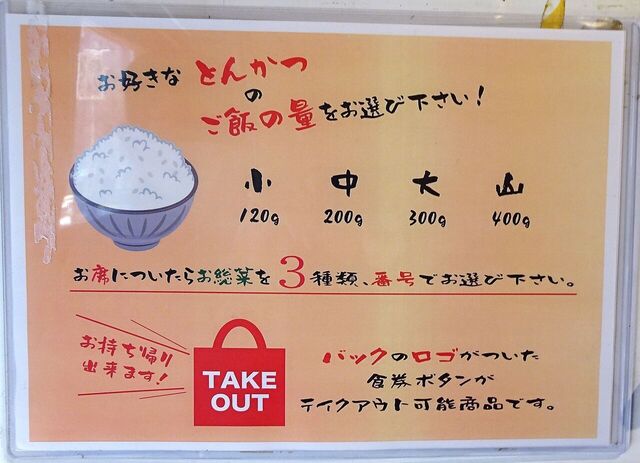 お好きな とんかつ
の
ご飯の量をお選び下さい!
小 中 大 山
120g 200g 300g 400g
お席についたらお総菜を3種類、番号でお選び下さい。
お持ち帰り
出来ます!
TAKE
OUT
バックのロゴがついた
食券ボタンが
テイクアウト可能商品です。